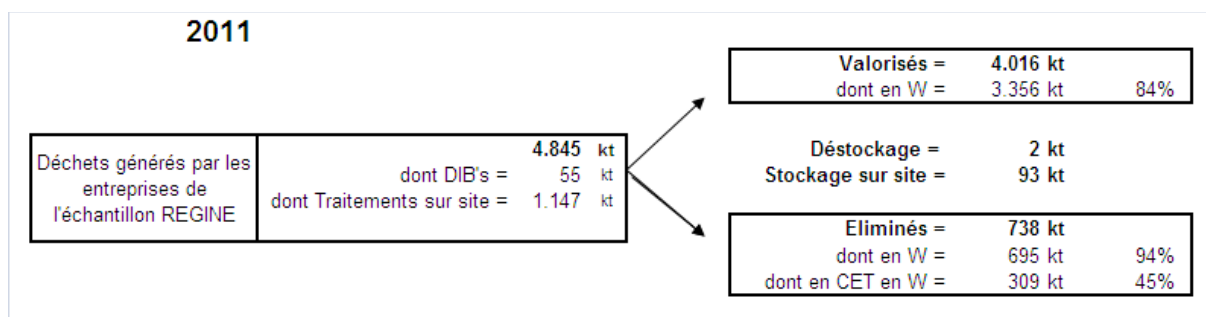 2011
Déchets générés par les
entreprises de
l'échantillon REGINE
4.845 kt
dont DIB's = 55 kt
dont Traitements sur site = 1.147 kt
Valorisés = 4.016 kt
dont en W = 3.356 kt 84%
Déstockage = 2 kt
Stockage sur site = 93 kt
Eliminés = 738 kt
dont en W = 695 kt 94%
dont en CET en W = 309 kt 45%